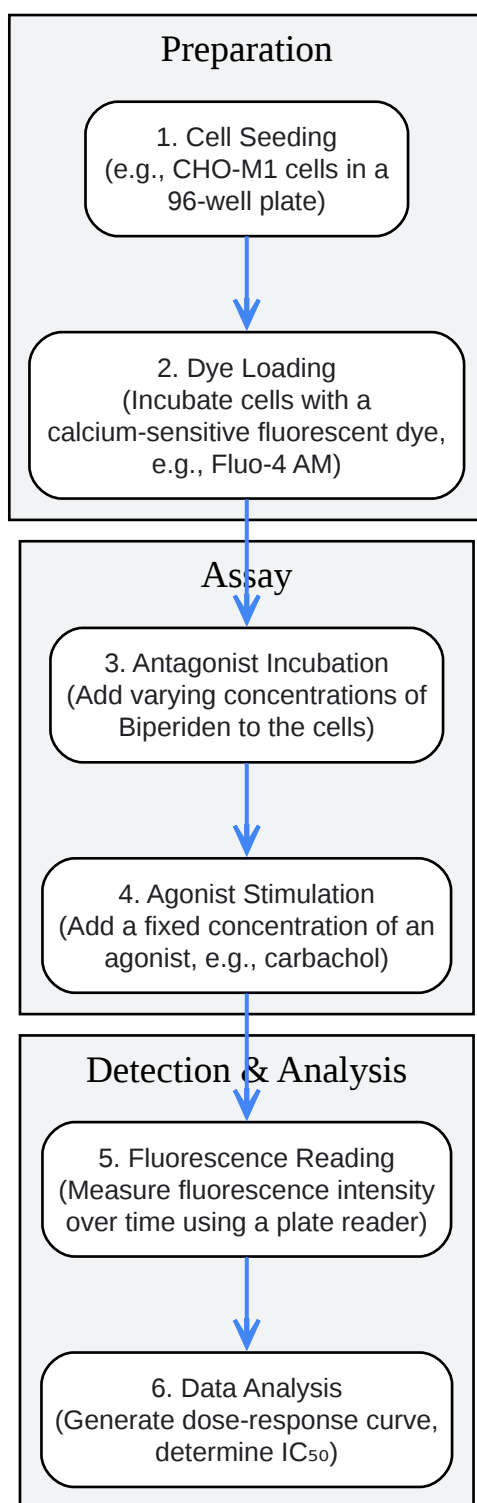 Preparation
1. Cell Seeding
(e.g., CHO-M1 cells in a
96-well plate)
2. Dye Loading
(Incubate cells with a
calcium-sensitive fluorescent dye,
e.g., Fluo-4 AM)
Assay
3. Antagonist Incubation
(Add varying concentrations of
Biperiden to the cells)
4. Agonist Stimulation
(Add a fixed concentration of an
agonist, e.g., carbachol)
Detection & Analysis
5. Fluorescence Reading
(Measure fluorescence intensity
over time using a plate reader)
6. Data Analysis
(Generate dose-response curve,
determine IC₅₀)